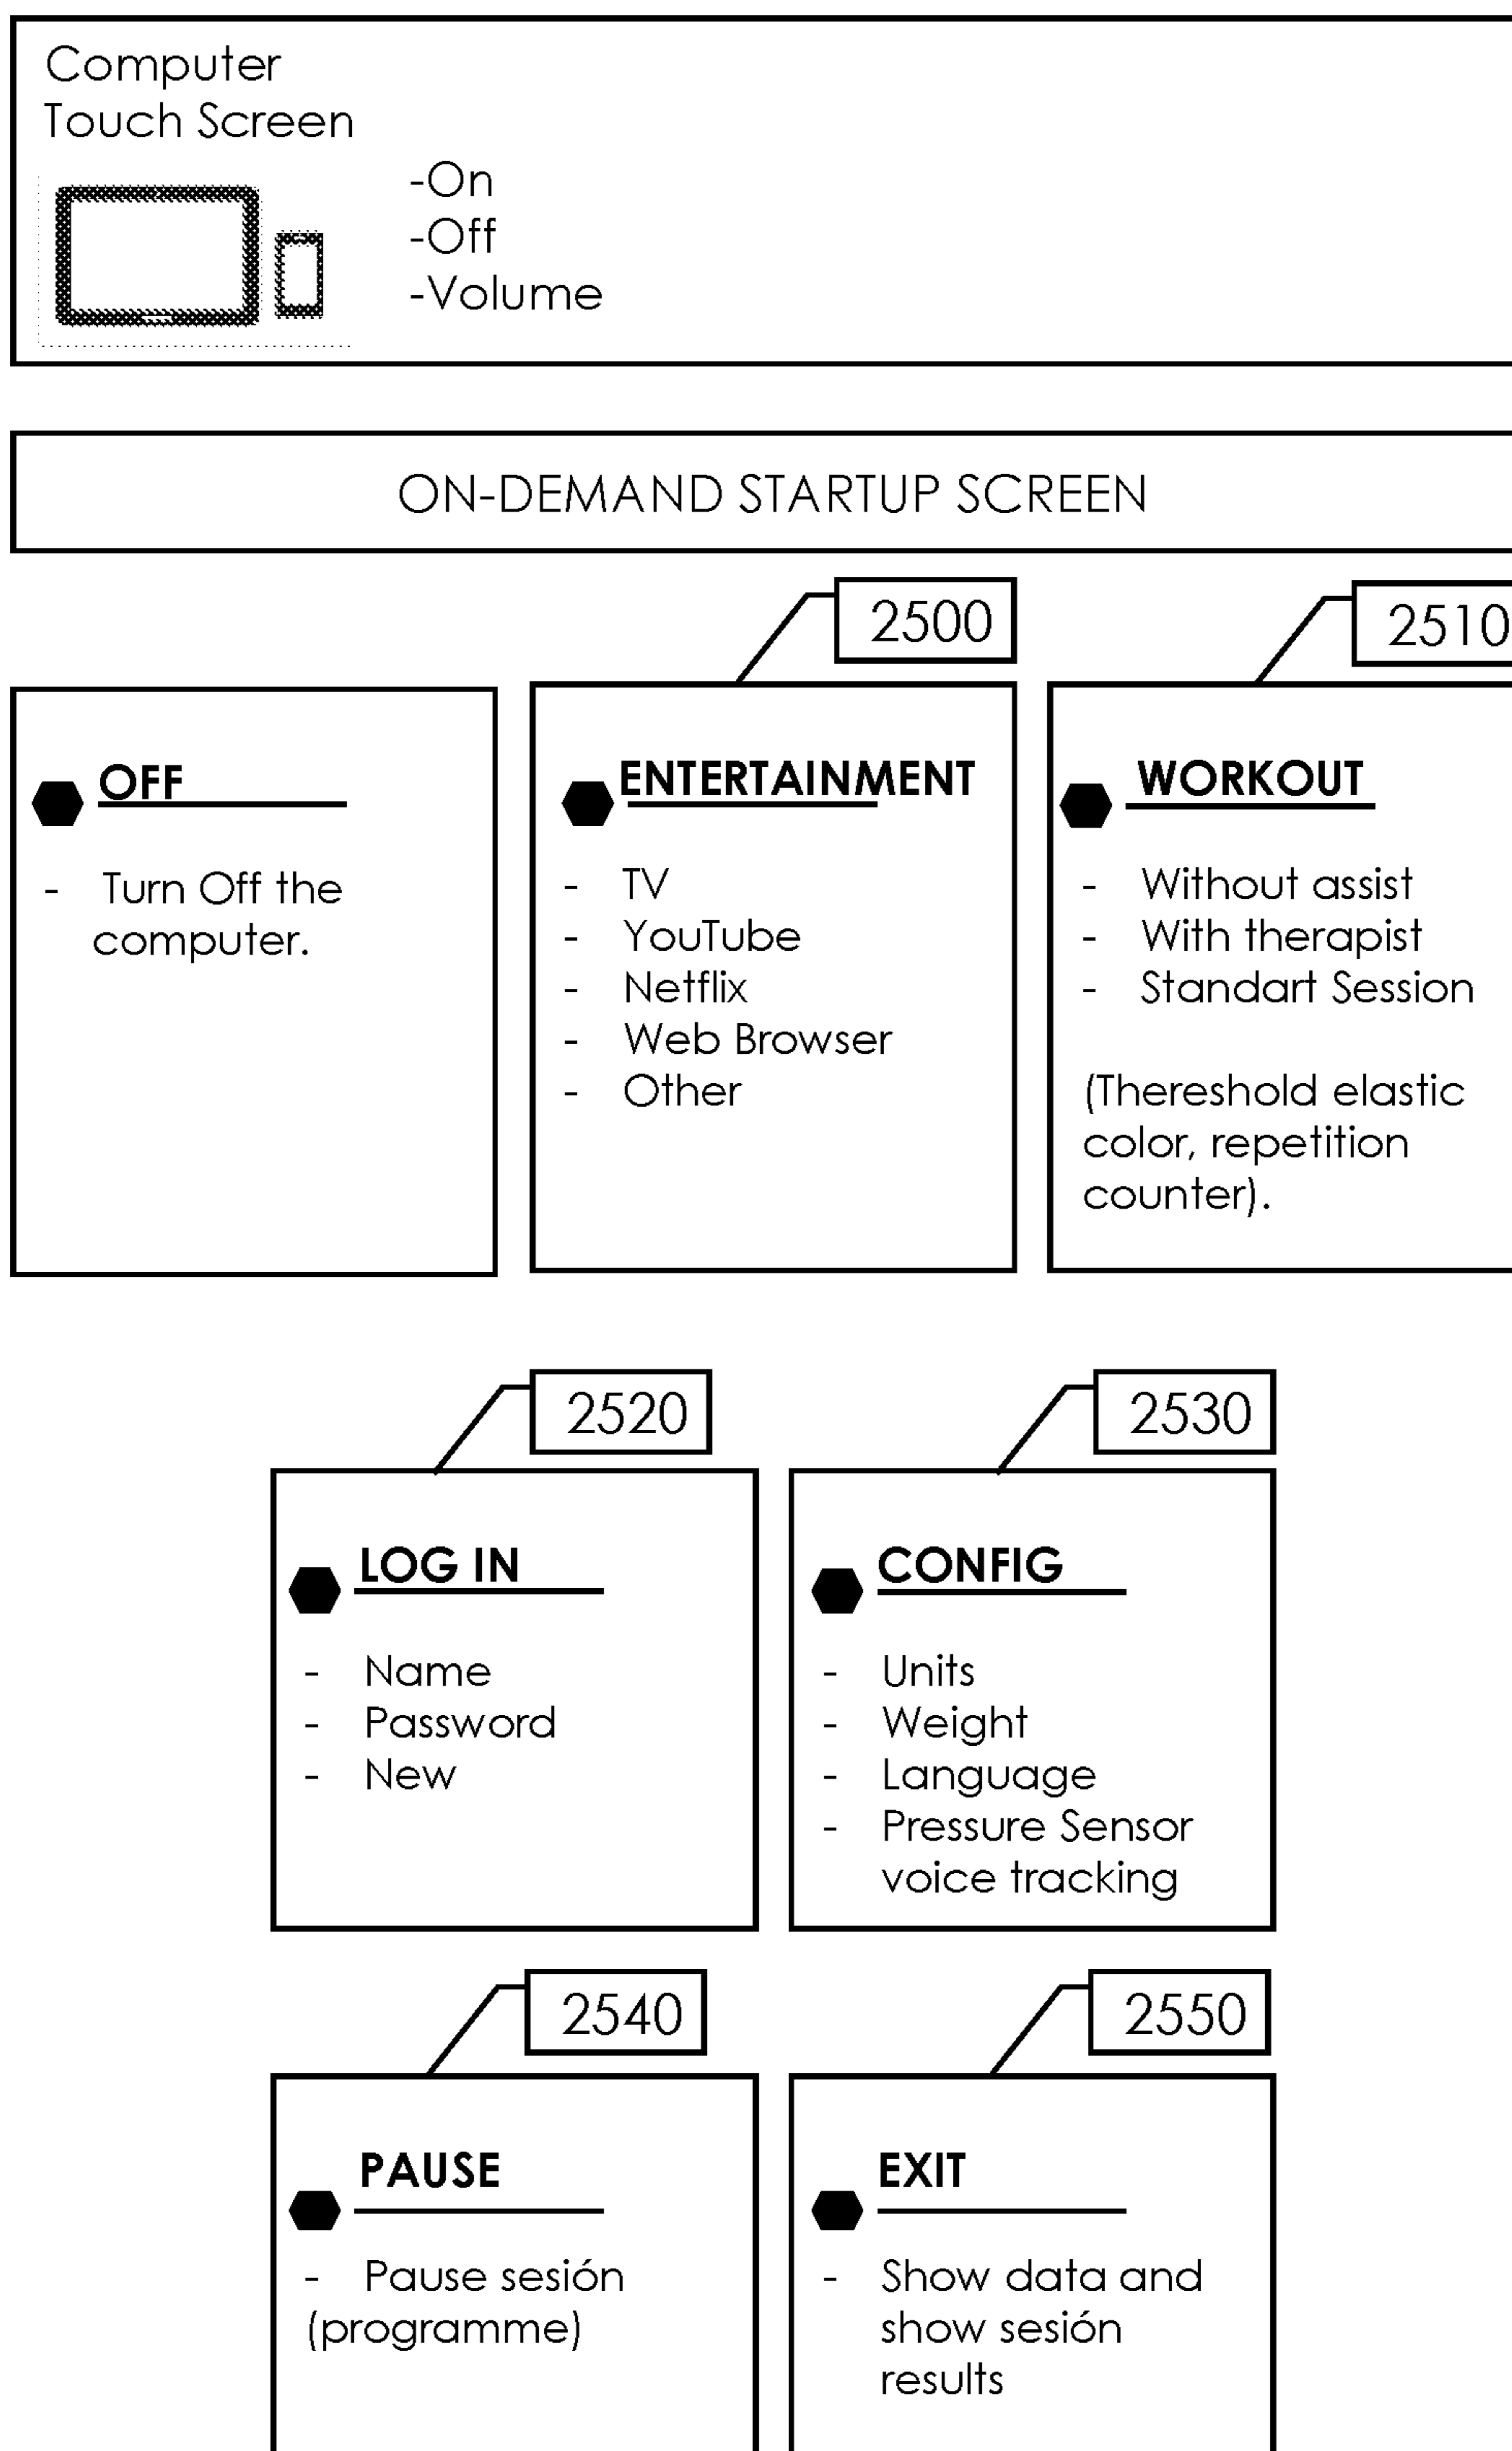 Computer
Touch Screen
-On
-Off
-Volume
ON-DEMAND STARTUP SCREEN
2500
2510
OFF
- Turn Off the
computer.
ENTERTAINMENT
- TV
- YouTube
- Netflix
- Web Browser
- Other
WORKOUT
- Without assist
- With therapist
- Standart Session
(Thereshold elastic
color, repetition
counter).
2520
2530
LOG IN
- Name
- Password
- New
CONFIG
- Units
- Weight
- Language
- Pressure Sensor
voice tracking
2540
2550
PAUSE
- Pause sesión
(programme)
EXIT
- Show data and
show sesión
results